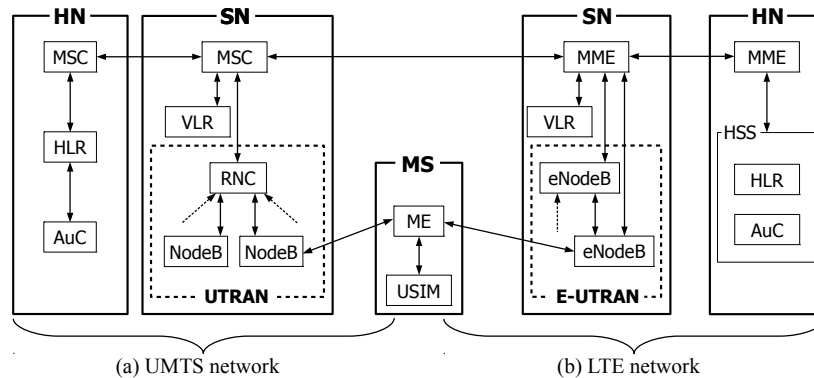 HN
SN
SN
HN
MSC
MSC
MME
MME
VLR
VLR
HSS
HLR
RNC
MS
eNodeB
HLR
ME
AuC
AuC
NodeB
NodeB
eNodeB
USIM
UTRAN
E-UTRAN
(a) UMTS network
(b) LTE network